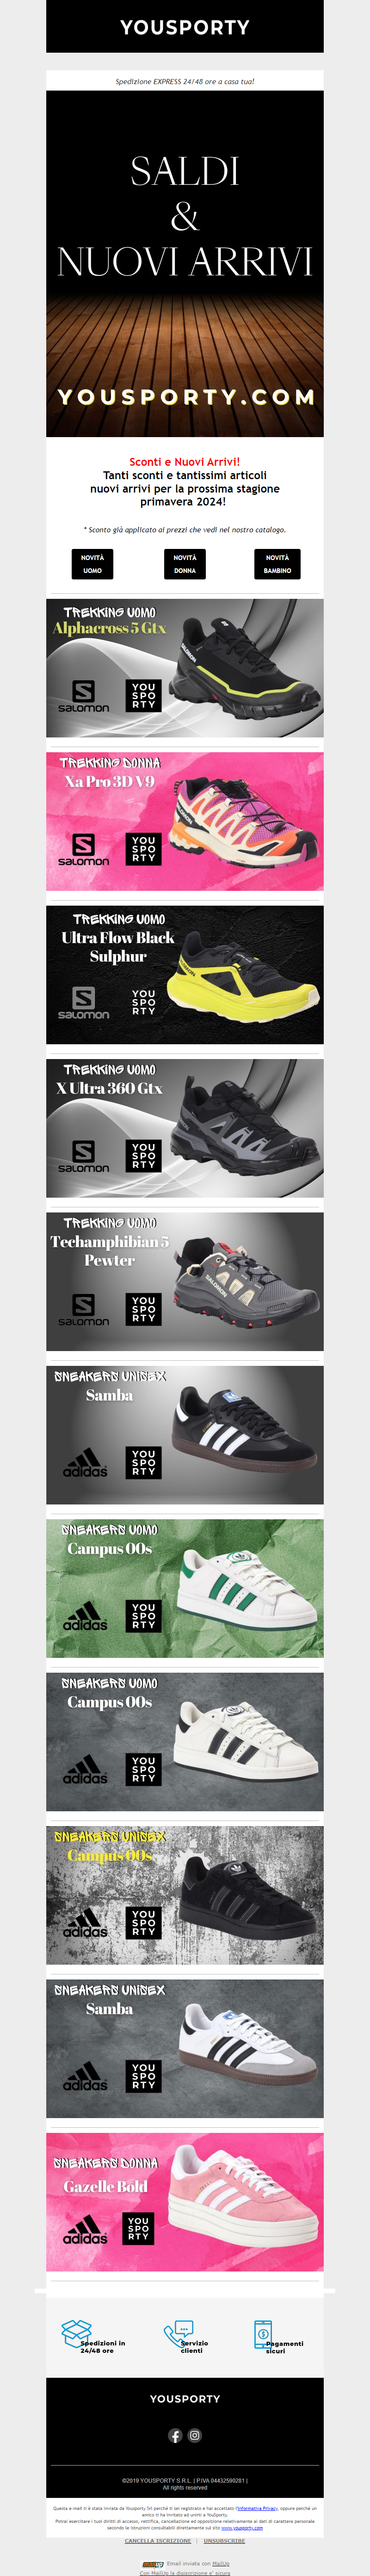 YOUSPORTY
Spedizione EXPRESS 24/48 ore a casa tua!
SALDI
&
NUOVI ARRIVI
YOUSPORTY.COM
Sconti e Nuovi Arrivi!
Tanti sconti e tantissimi articoli
nuovi arrivi per la prossima stagione
primavera 2024!
* Sconto già applicato ai prezzi che vedi nel nostro catalogo.
NOVITÀ
UOMO
NOVITÀ
DONNA
NOVITÀ
BAMBINO
TREKKING UOMO
Alphacross 5 Gtx
SALOMON
YOU
SPO
RTY
TREKKING DONNA
Xa Pro 3D V9
SALOMON
YOU
SPO
RTY
TREKKING UOMO
Ultra Flow Black
Sulphur
SALOMON
YOU
SPO
RTY
TREKKING UOMO
X Ultra 360 Gtx
SALOMON
YOU
SPO
RTY
TREKKING UOMO
Techamphibian 5
Pewter
SALOMON
YOU
SPO
RTY
SNEAKERS UNISEX
Samba
adidas
YOU
SPO
RTY
SNEAKERS UOMO
Campus 00s
adidas
YOU
SPO
RTY
SNEAKERS UOMO
Campus 00s
adidas
YOU
SPO
RTY
SNEAKERS UNISEX
Campus 00s
adidas
YOU
SPO
RTY
SNEAKERS UNISEX
Samba
adidas
YOU
SPO
RTY
SNEAKERS DONNA
Gazelle Bold
adidas
YOU
SPO
RTY
Spedizioni in
24/48 ore
Servizio
clienti
Pagamenti
sicuri
YOUSPORTY
©2019 YOUSPORTY S.R.L. | P.IVA 04432590281 |
All rights reserved
Questa e-mail ti è stata inviata da Yousporty Srl perché ti sei registrato e hai accettato l'Informativa Privacy, oppure perché un
amico ti ha invitato ad unirti a YouSporty.
Potrai esercitare i tuoi diritti di accesso, rettifica, cancellazione ed opposizione relativamente ai dati di carattere personale
secondo le istruzioni consultabili direttamente sul sito www.yousporty.com
CANCELLA ISCRIZIONE | UNSUBSCRIBE
Email inviata con MailUp
Con MailUp la disiscrizione e' sicura